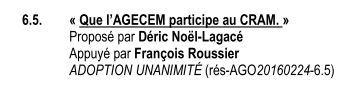 6.5. « Que l'AGECEM participe au CRAM. »
Proposé par Déric Noël-Lagacé
Appuyé par François Roussier
ADOPTION UNANIMITÉ (rés-AGO20160224-6.5)